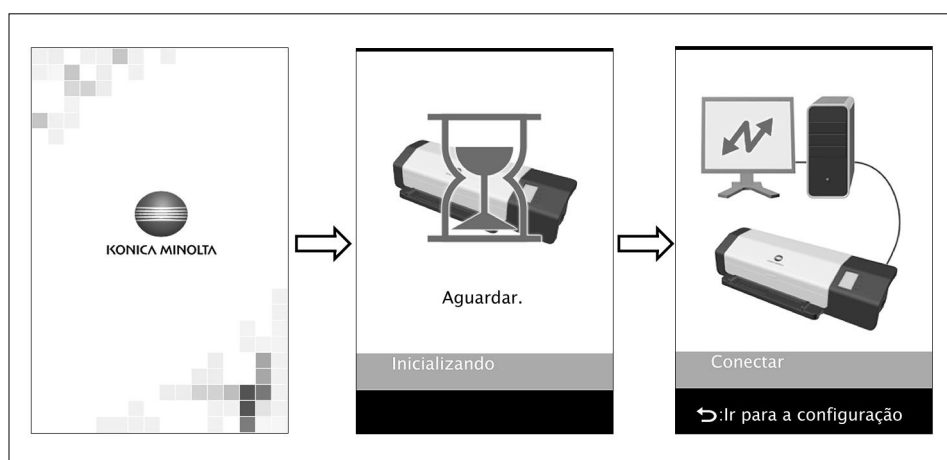 KONICA MINOLTA
Aguardar.
Inicializando
Conectar
:Ir para a configuração